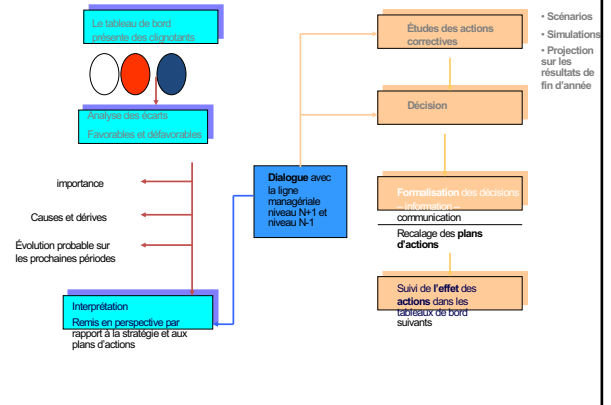 Le tableau de bord
présente des clignotants
Analyse des écarts
Favorables et défavorables
importance
Causes et dérives
Évolution probable sur
les prochaines périodes
Interprétation
Remis en perspective par
rapport à la stratégie et aux
plans d'actions
Dialogue avec
la ligne
managériale
niveau N+1 et
niveau N-1
Études des actions
correctives
• Scénarios
• Simulations
• Projection
sur les
résultats de
fin d'année
Décision
Formalisation des décisions
– information –
communication
Recalage des plans
d'actions
Suivi de l'effet des
actions dans les
tableaux de bord
suivants